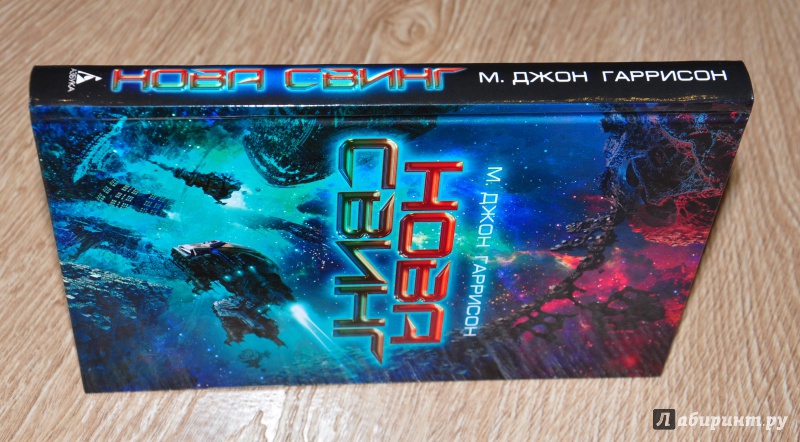 АЗБУКА
НОВА СВИНГ
М. ДЖОН ГАРРИСОН
М. ДЖОН ГАРРИСОН
НОВА
СВИНГ
Лабиринт.ру